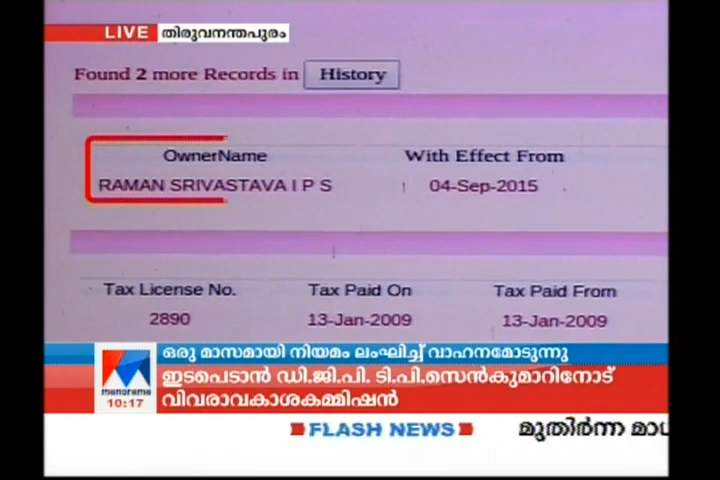 LIVE തിരുവനന്തപുരം
Found 2 more Records in History
OwnerName With Effect From
RAMAN SRIVASTAVA I P S 04-Sep-2015
Tax License No. Tax Paid On Tax Paid From
2890 13-Jan-2009 13-Jan-2009
ഒരു മാസമായി നിയമം ലംഘിച്ച് വാഹനമോടുന്നു
ഇടപെടാൻ ഡി.ജി.പി. ടി.പി.സെൻകുമാറിനോട്
വിവരാവകാശകമ്മിഷൻ
manorama
10:17
FLASH NEWS മുതിർന്ന